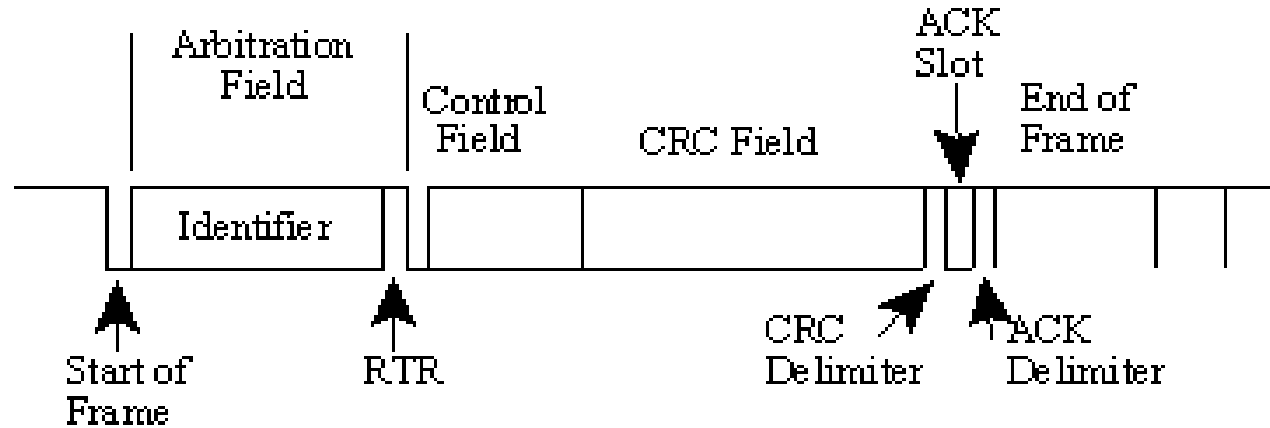 Arbitration
Field
Control
Field
CRC Field
ACK
Slot
End of
Frame
Identifier
Start of
Frame
RTR
CRC
Delimiter
ACK
Delimiter